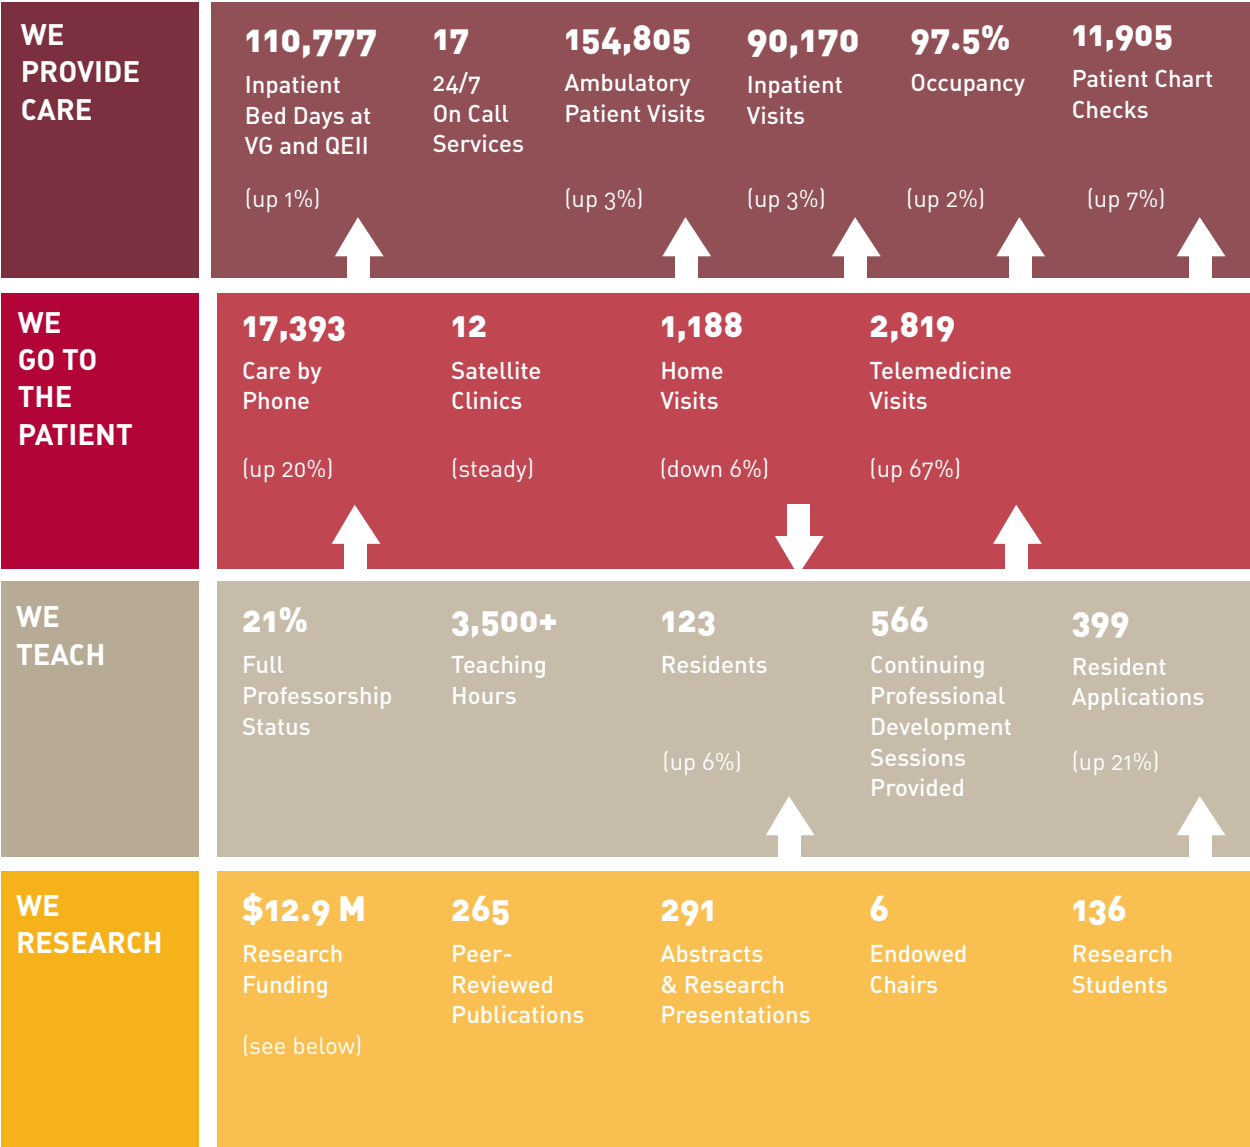 WE
PROVIDE
CARE
110,777
Inpatient
Bed Days at
VG and QEII
(up 1%)
17
24/7
On Call
Services
154,805
Ambulatory
Patient Visits
(up 3%)
90,170
Inpatient
Visits
(up 3%)
97.5%
Occupancy
(up 2%)
11,905
Patient Chart
Checks
(up 7%)
WE
GO TO
THE
PATIENT
17,393
Care by
Phone
(up 20%)
12
Satellite
Clinics
(steady)
1,188
Home
Visits
(down 6%)
2,819
Telemedicine
Visits
(up 67%)
WE
TEACH
21%
Full
Professorship
Status
3,500+
Teaching
Hours
123
Residents
(up 6%)
566
Continuing
Professional
Development
Sessions
Provided
399
Resident
Applications
(up 21%)
WE
RESEARCH
$12.9 M
Research
Funding
(see below)
265
Peer-
Reviewed
Publications
291
Abstracts
& Research
Presentations
6
Endowed
Chairs
136
Research
Students